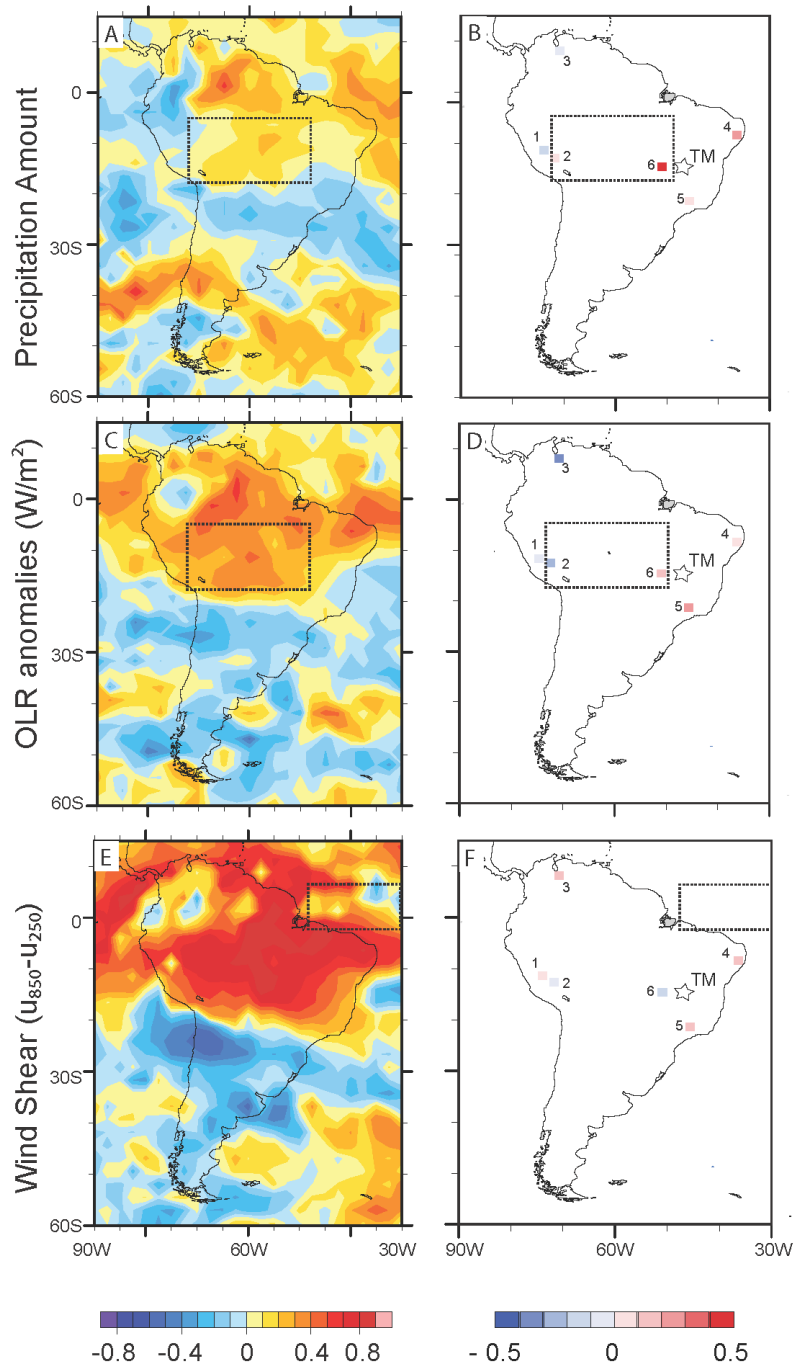 Precipitation Amount
A
0
30S
60S
B
3
1
2
4
TM
6
5
OLR anomalies (W/m²)
C
0
30S
60S
D
3
1
2
4
TM
6
5
Wind Shear (u₈₅₀-u₂₅₀)
E
0
30S
60S
90W
60W
30W
F
3
1
2
4
TM
6
5
90W
60W
30W
-0.8
-0.4
0
0.4
0.8
- 0.5
0
0.5